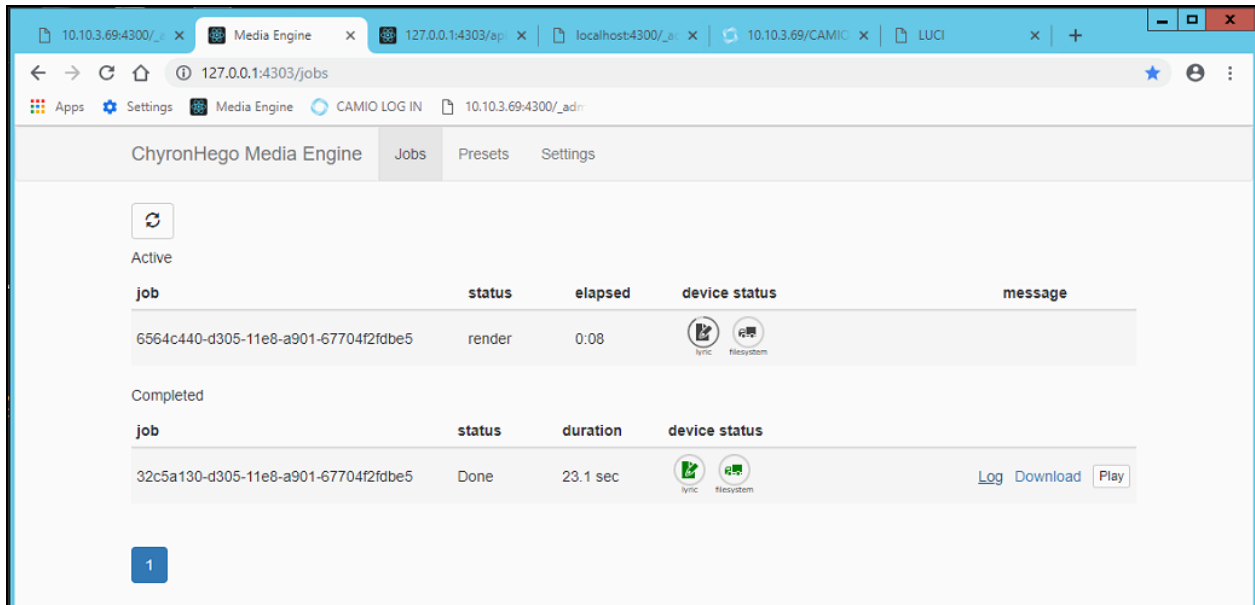 10.10.3.69:4300/_a
Media Engine
127.0.0.1:4303/api
localhost:4300/_ac
10.10.3.69/CAMIO
LUCI
127.0.0.1:4303/jobs
Apps Settings Media Engine CAMIO LOG IN 10.10.3.69:4300/_adm
ChyronHego Media Engine Jobs Presets Settings
Active
job status elapsed device status message
6564c440-d305-11e8-a901-67704f2fdbe5 render 0:08
lyric filesystem
Completed
job status duration device status
32c5a130-d305-11e8-a901-67704f2fdbe5 Done 23.1 sec Log Download Play
lyric filesystem
1